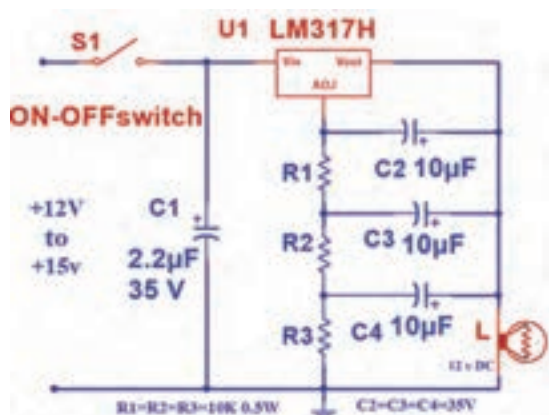 U1 LM317H
S1
Vin Vout
ADJ
ON-OFFswitch
R1
C2 10µF
+12V
to
+15v
C1
+
2.2µF
35 V
C3 10µF
R2
R3
C4 10µF
L
12 v DC
R1=R2=R3=10K 0.5W
C2=C3=C4=35V